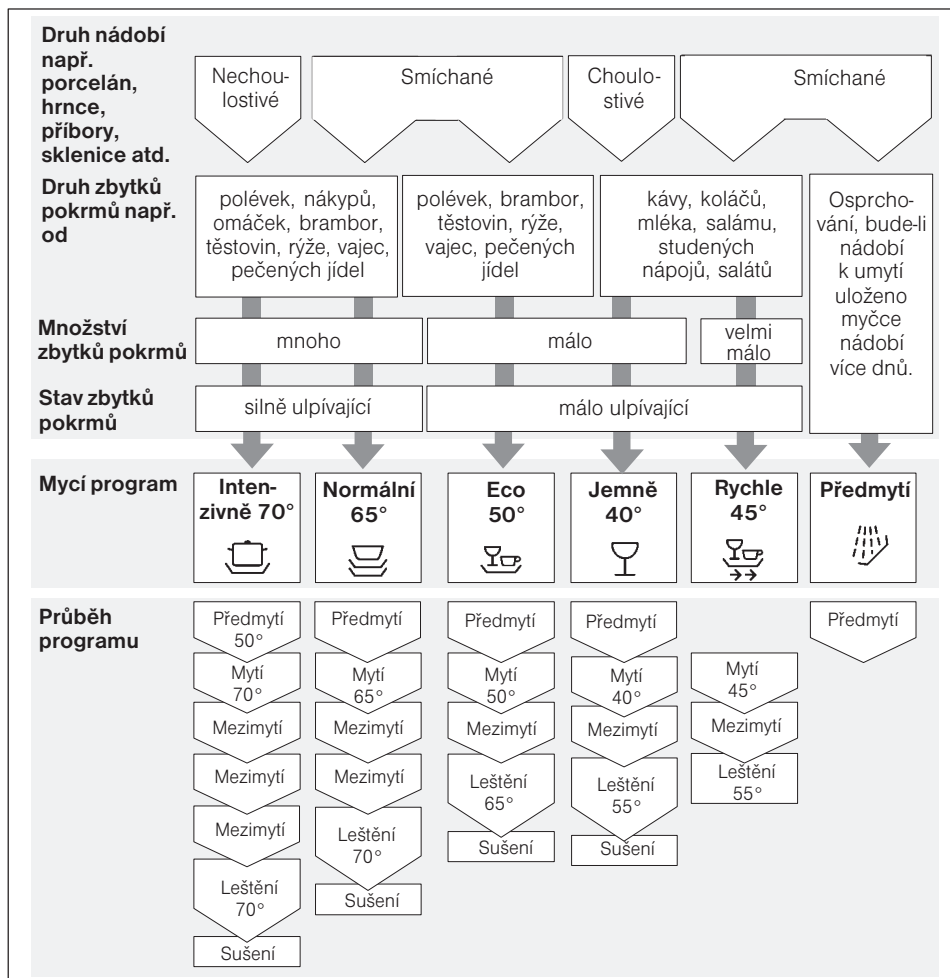 Druh nádobí
např.
porcelán,
hrnce,
příbory,
sklenice atd.
Nechou-
lostivé
Smíchané
Choulo-
stivé
Smíchané
Druh zbytků
pokrmů např.
od
polévek, nákypů,
omáček, brambor,
těstovin, rýže, vajec,
pečených jídel
polévek, brambor,
těstovin, rýže,
vajec, pečených
jídel
kávy, koláčů,
mléka, salámu,
studených
nápojů, salátů
Osprcho-
vání, bude-li
nádobí
k umytí
uloženo
myčce
nádobí
více dnů.
Množství
zbytků pokrmů
mnoho
málo
velmi
málo
Stav zbytků
pokrmů
silně ulpívající
málo ulpívající
Mycí program
Inten-
zivně 70°
Normální
65°
Eco
50°
Jemně
40°
Rychle
45°
Předmytí
Průběh
programu
Předmytí
50°
Mytí
70°
Mezimytí
Mezimytí
Mezimytí
Leštění
70°
Sušení
Předmytí
Mytí
65°
Mezimytí
Mezimytí
Leštění
70°
Sušení
Předmytí
Mytí
50°
Mezimytí
Leštění
65°
Sušení
Předmytí
Mytí
40°
Mezimytí
Leštění
55°
Sušení
Mytí
45°
Mezimytí
Leštění
55°
Předmytí